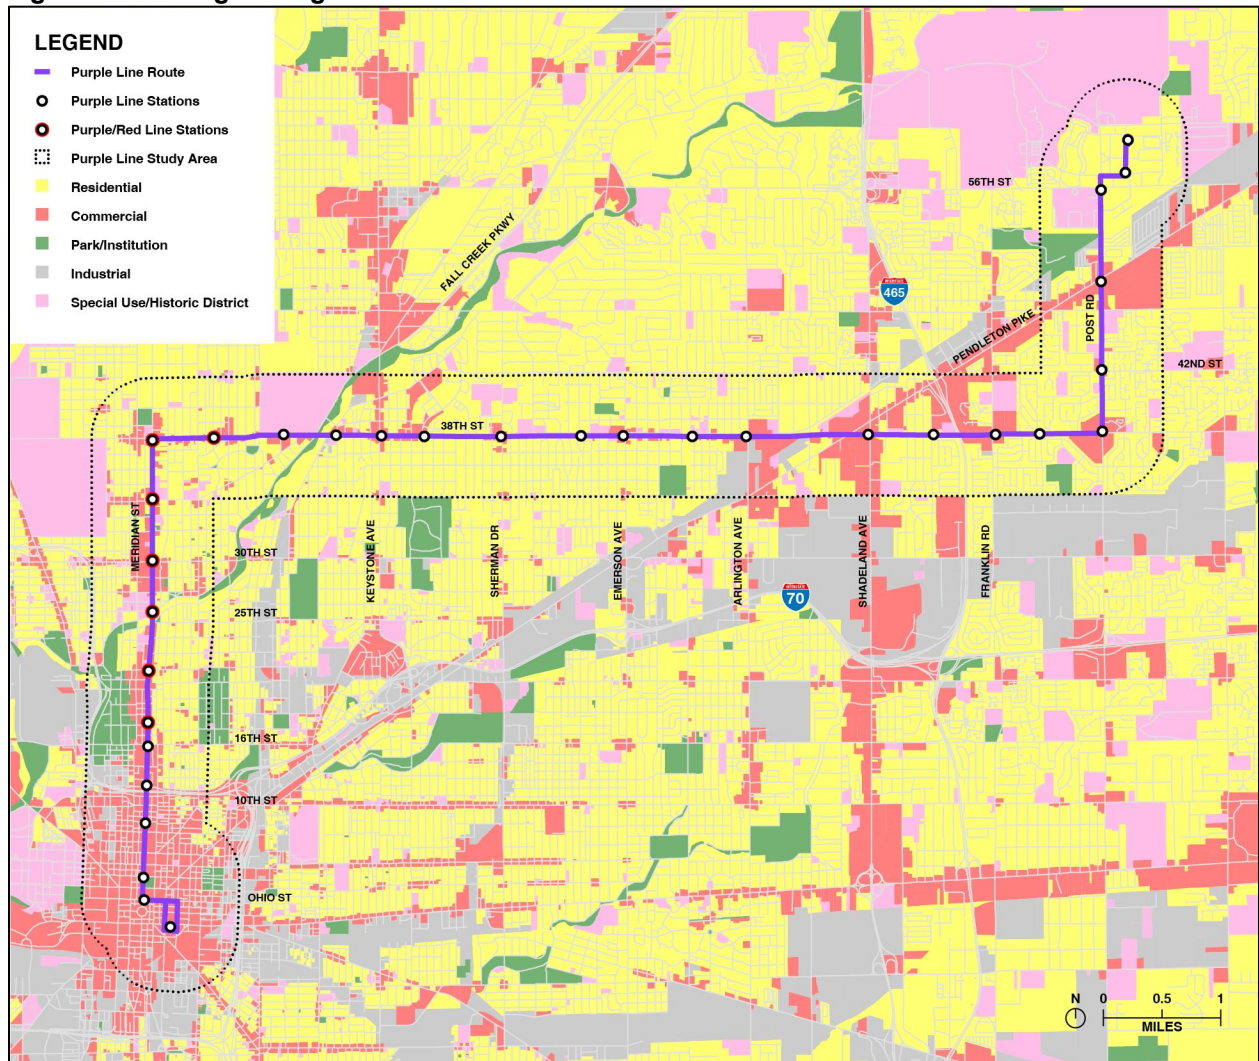 LEGEND
Purple Line Route
Purple Line Stations
Purple/Red Line Stations
Purple Line Study Area
Residential
Commercial
Park/Institution
Industrial
Special Use/Historic District
56TH ST
FALL CREEK PKWY
INTERSTATE
465
POST RD
PENDLETON PIKE
42ND ST
38TH ST
MERIDIAN ST
30TH ST
KEYSTONE AVE
SHERMAN DR
EMERSON AVE
ARLINGTON AVE
SHADELAND AVE
FRANKLIN RD
INTERSTATE
70
25TH ST
16TH ST
10TH ST
OHIO ST
N 0 0.5 1
MILES